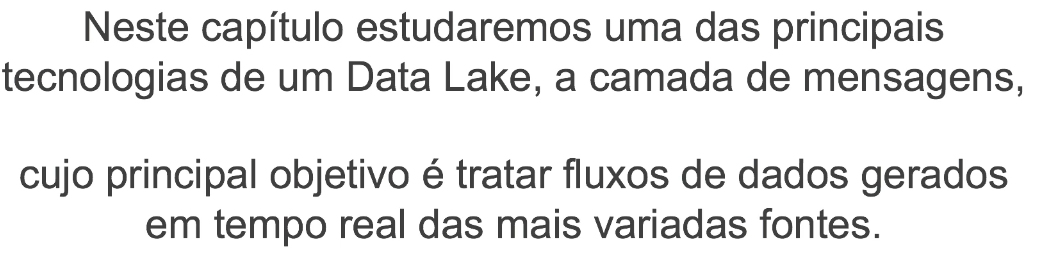 Neste capítulo estudaremos uma das principais
tecnologias de um Data Lake, a camada de mensagens,
cujo principal objetivo é tratar fluxos de dados gerados
em tempo real das mais variadas fontes.